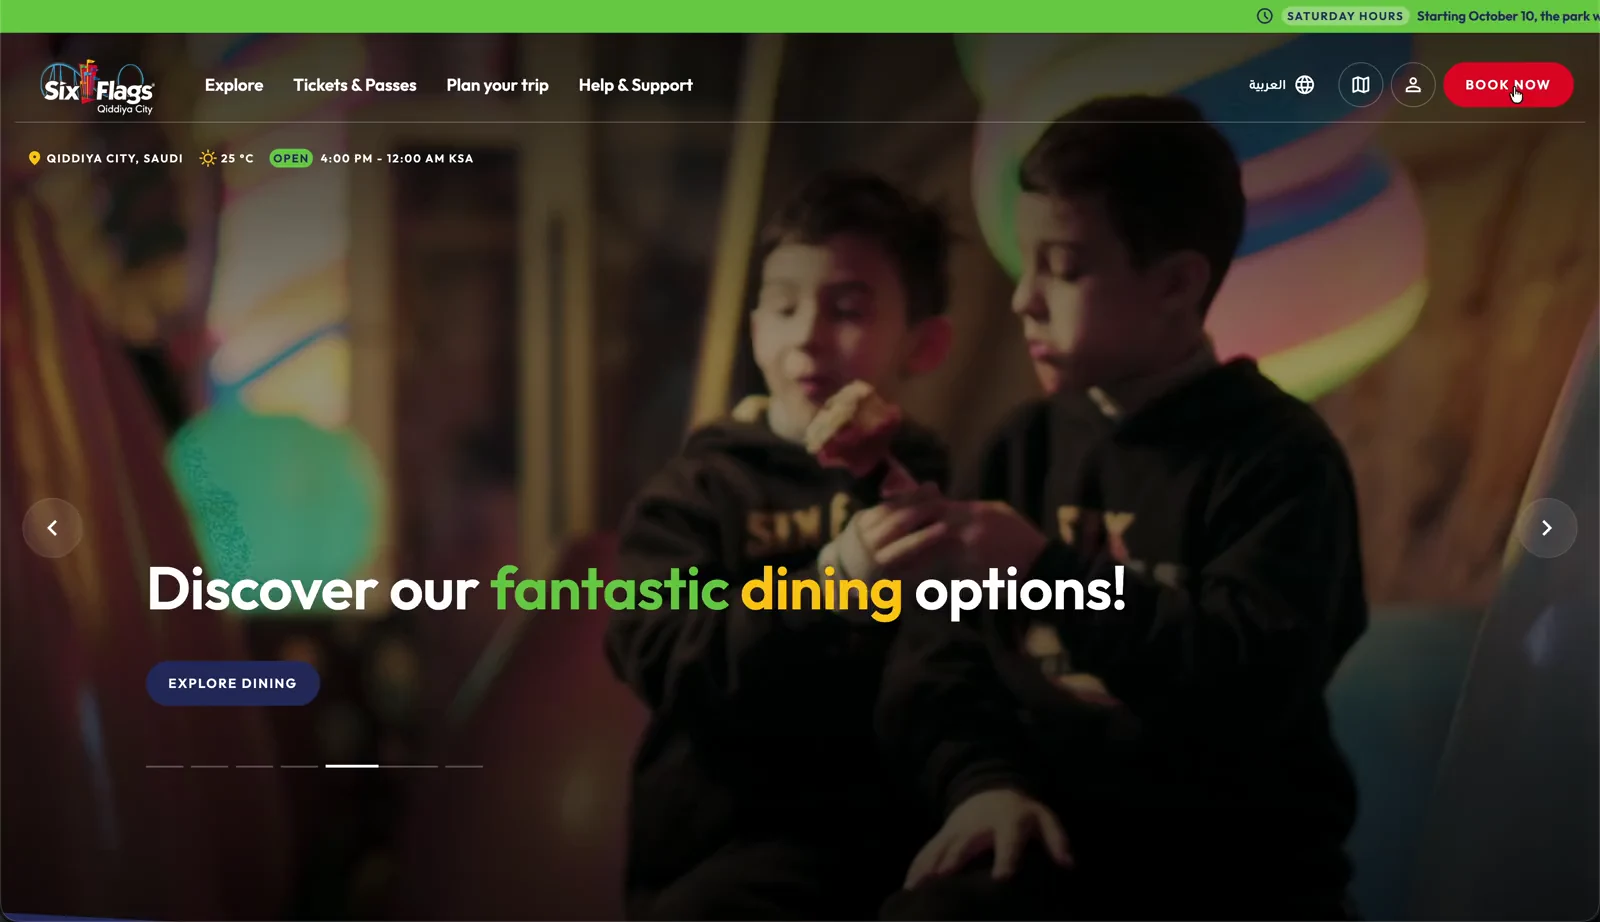 SATURDAY HOURS Starting October 10, the park w
Six Flags
Qiddiya City
Explore
Tickets & Passes
Plan your trip
Help & Support
العربية
BOOK NOW
QIDDIYA CITY, SAUDI 25 °C OPEN 4:00 PM - 12:00 AM KSA
Discover our fantastic dining options!
EXPLORE DINING